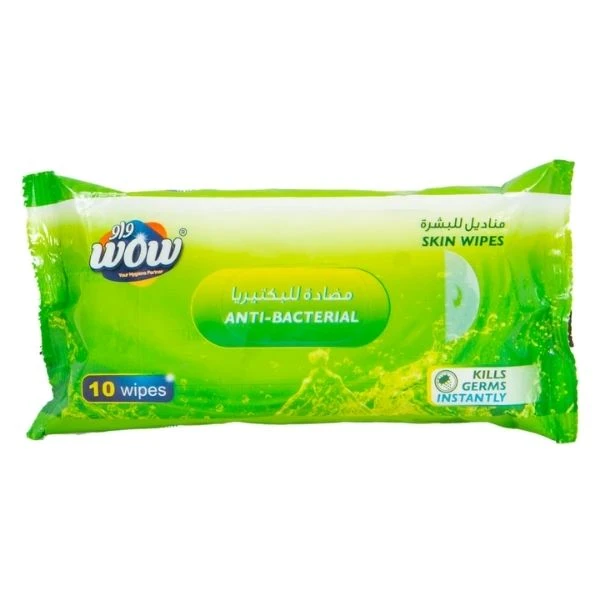 واو
wow®
Your Hygiene Partner
مناديل للبشرة
SKIN WIPES
مضادة للبكتيريا
ANTI-BACTERIAL
10 wipes
KILLS
GERMS
INSTANTLY